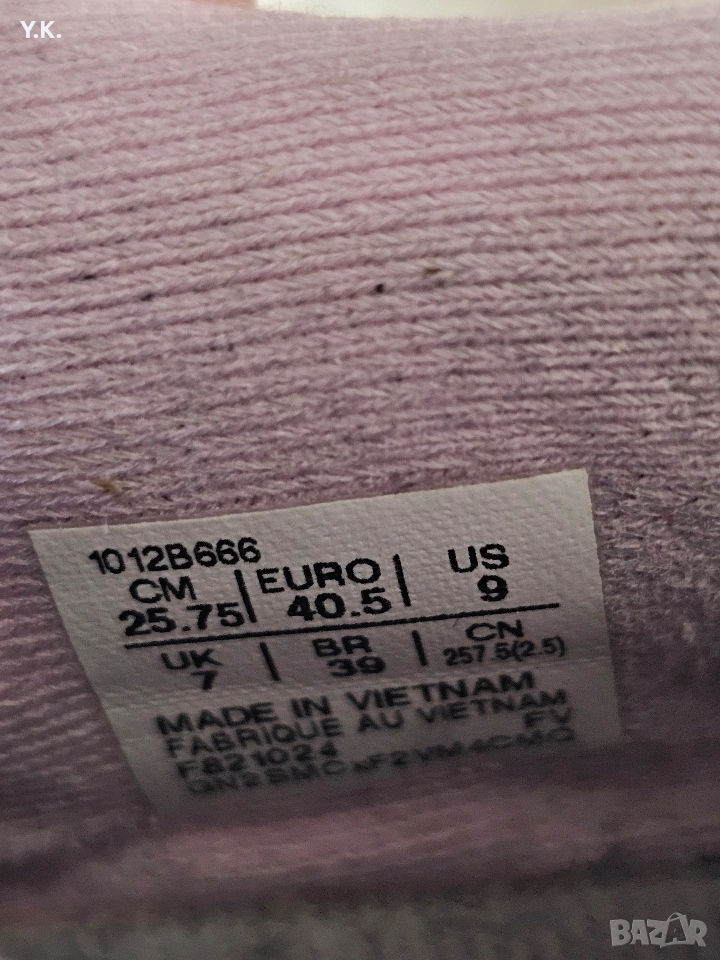 Y.K.
1012B666
CM EURO US
25.75 40.5 9
UK BR CN
7 39 257.5(2.5)
MADE IN VIETNAM
FABRIQUE AU VIETNAM
F821024 FV
BAZAR